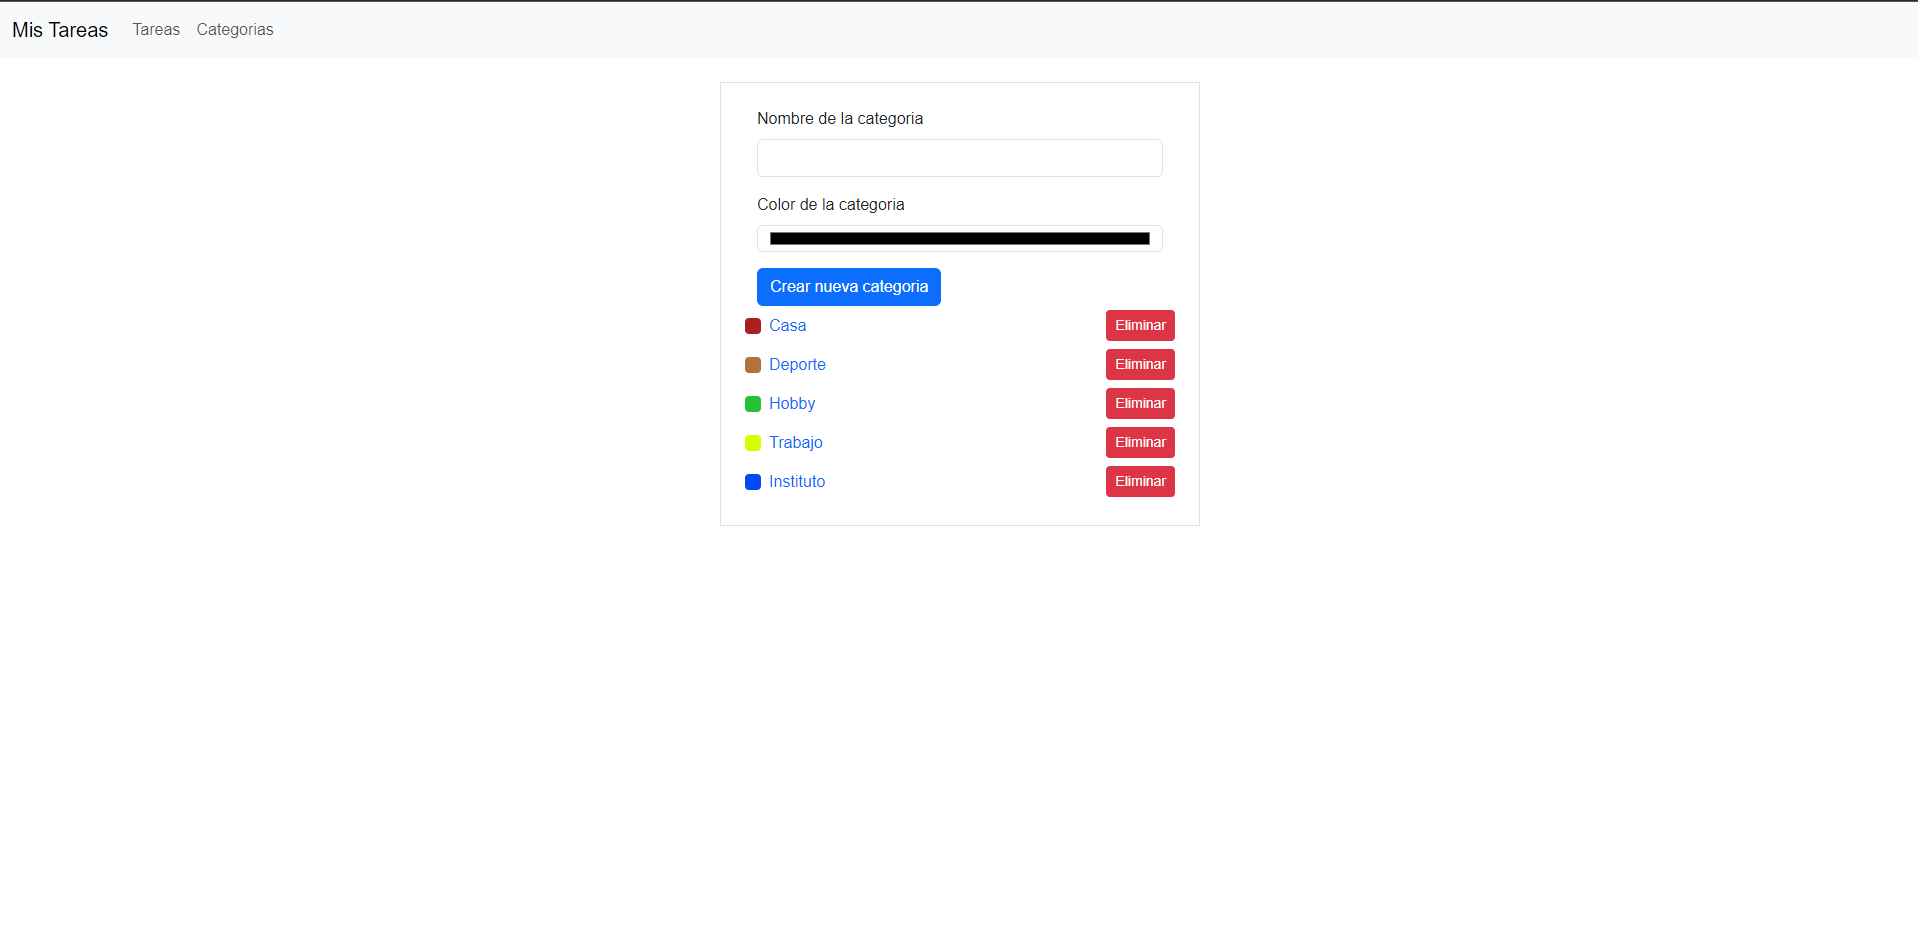 Mis Tareas Tareas Categorias
Nombre de la categoria
Color de la categoria
Crear nueva categoria
Casa Eliminar
Deporte Eliminar
Hobby Eliminar
Trabajo Eliminar
Instituto Eliminar